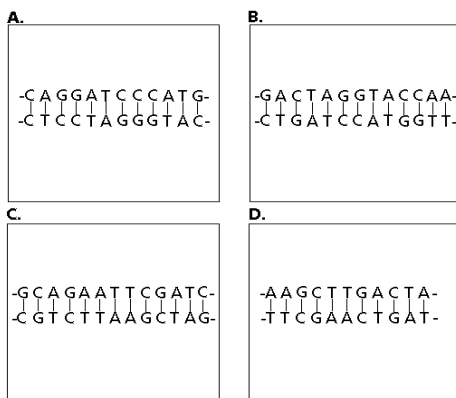 A.
-CAGGATCCCATG-
-CTCCTAGGGTAC-
B.
-GACTAGGTACCAA-
-CTGATCCATGGTT-
C.
-GCAGAATTCGATC-
-CGTCTTAAGCTAG-
D.
-AAGCTTGACTA-
-TTCGAACTGAT-